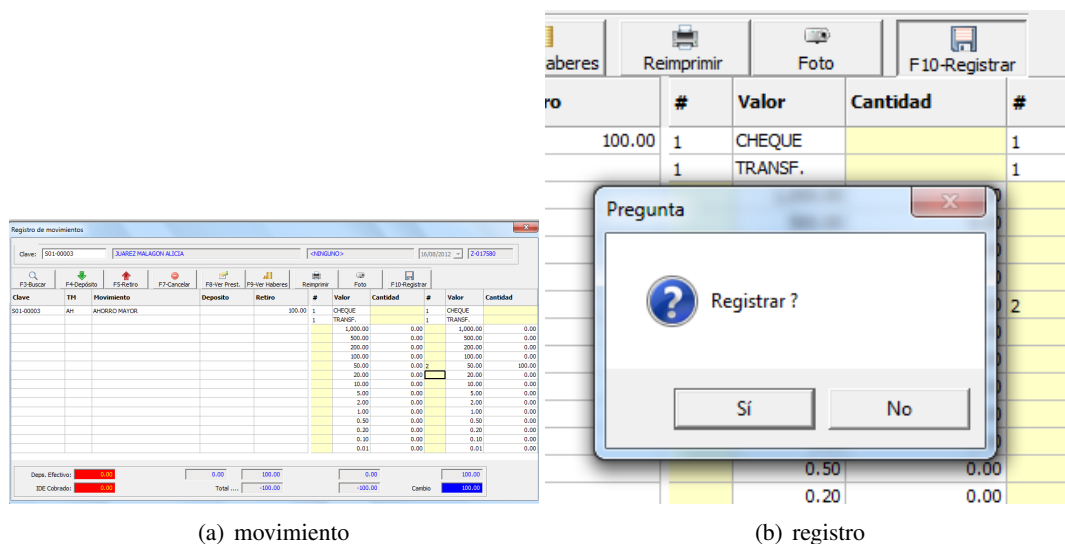 Registro de movimientos
Clave: S01-00003 JUAREZ MALAGON ALICIA <NINGUNO> 16/08/2012 Z-017580
F3-Buscar F4-Depósito F5-Retiro F7-Cancelar F8-Ver Prest. F9-Ver Haberes Reimprimir Foto F10-Registrar
Clave TM Movimiento Deposito Retiro # Valor Cantidad # Valor Cantidad
S01-00003 AH AHORRO MAYOR 100.00 1 CHEQUE 1 CHEQUE
1 TRANSF. 1 TRANSF.
1,000.00 0.00 1,000.00 0.00
500.00 0.00 500.00 0.00
200.00 0.00 200.00 0.00
100.00 0.00 100.00 0.00
50.00 0.00 2 50.00 100.00
20.00 0.00 20.00 0.00
10.00 0.00 10.00 0.00
5.00 0.00 5.00 0.00
2.00 0.00 2.00 0.00
1.00 0.00 1.00 0.00
0.50 0.00 0.50 0.00
0.20 0.00 0.20 0.00
0.10 0.00 0.10 0.00
0.01 0.00 0.01 0.00
Deps. Efectivo: 0.00 0.00 100.00 0.00 100.00
IDE Cobrado: 0.00 Total .... -100.00 -100.00 Cambio 100.00
(a) movimiento
aberes Reimprimir Foto F10-Registrar
ro # Valor Cantidad #
100.00 1 CHEQUE 1
1 TRANSF. 1
Pregunta
2
Registrar ?
Sí No
0.50 0.00
0.20 0.00
(b) registro